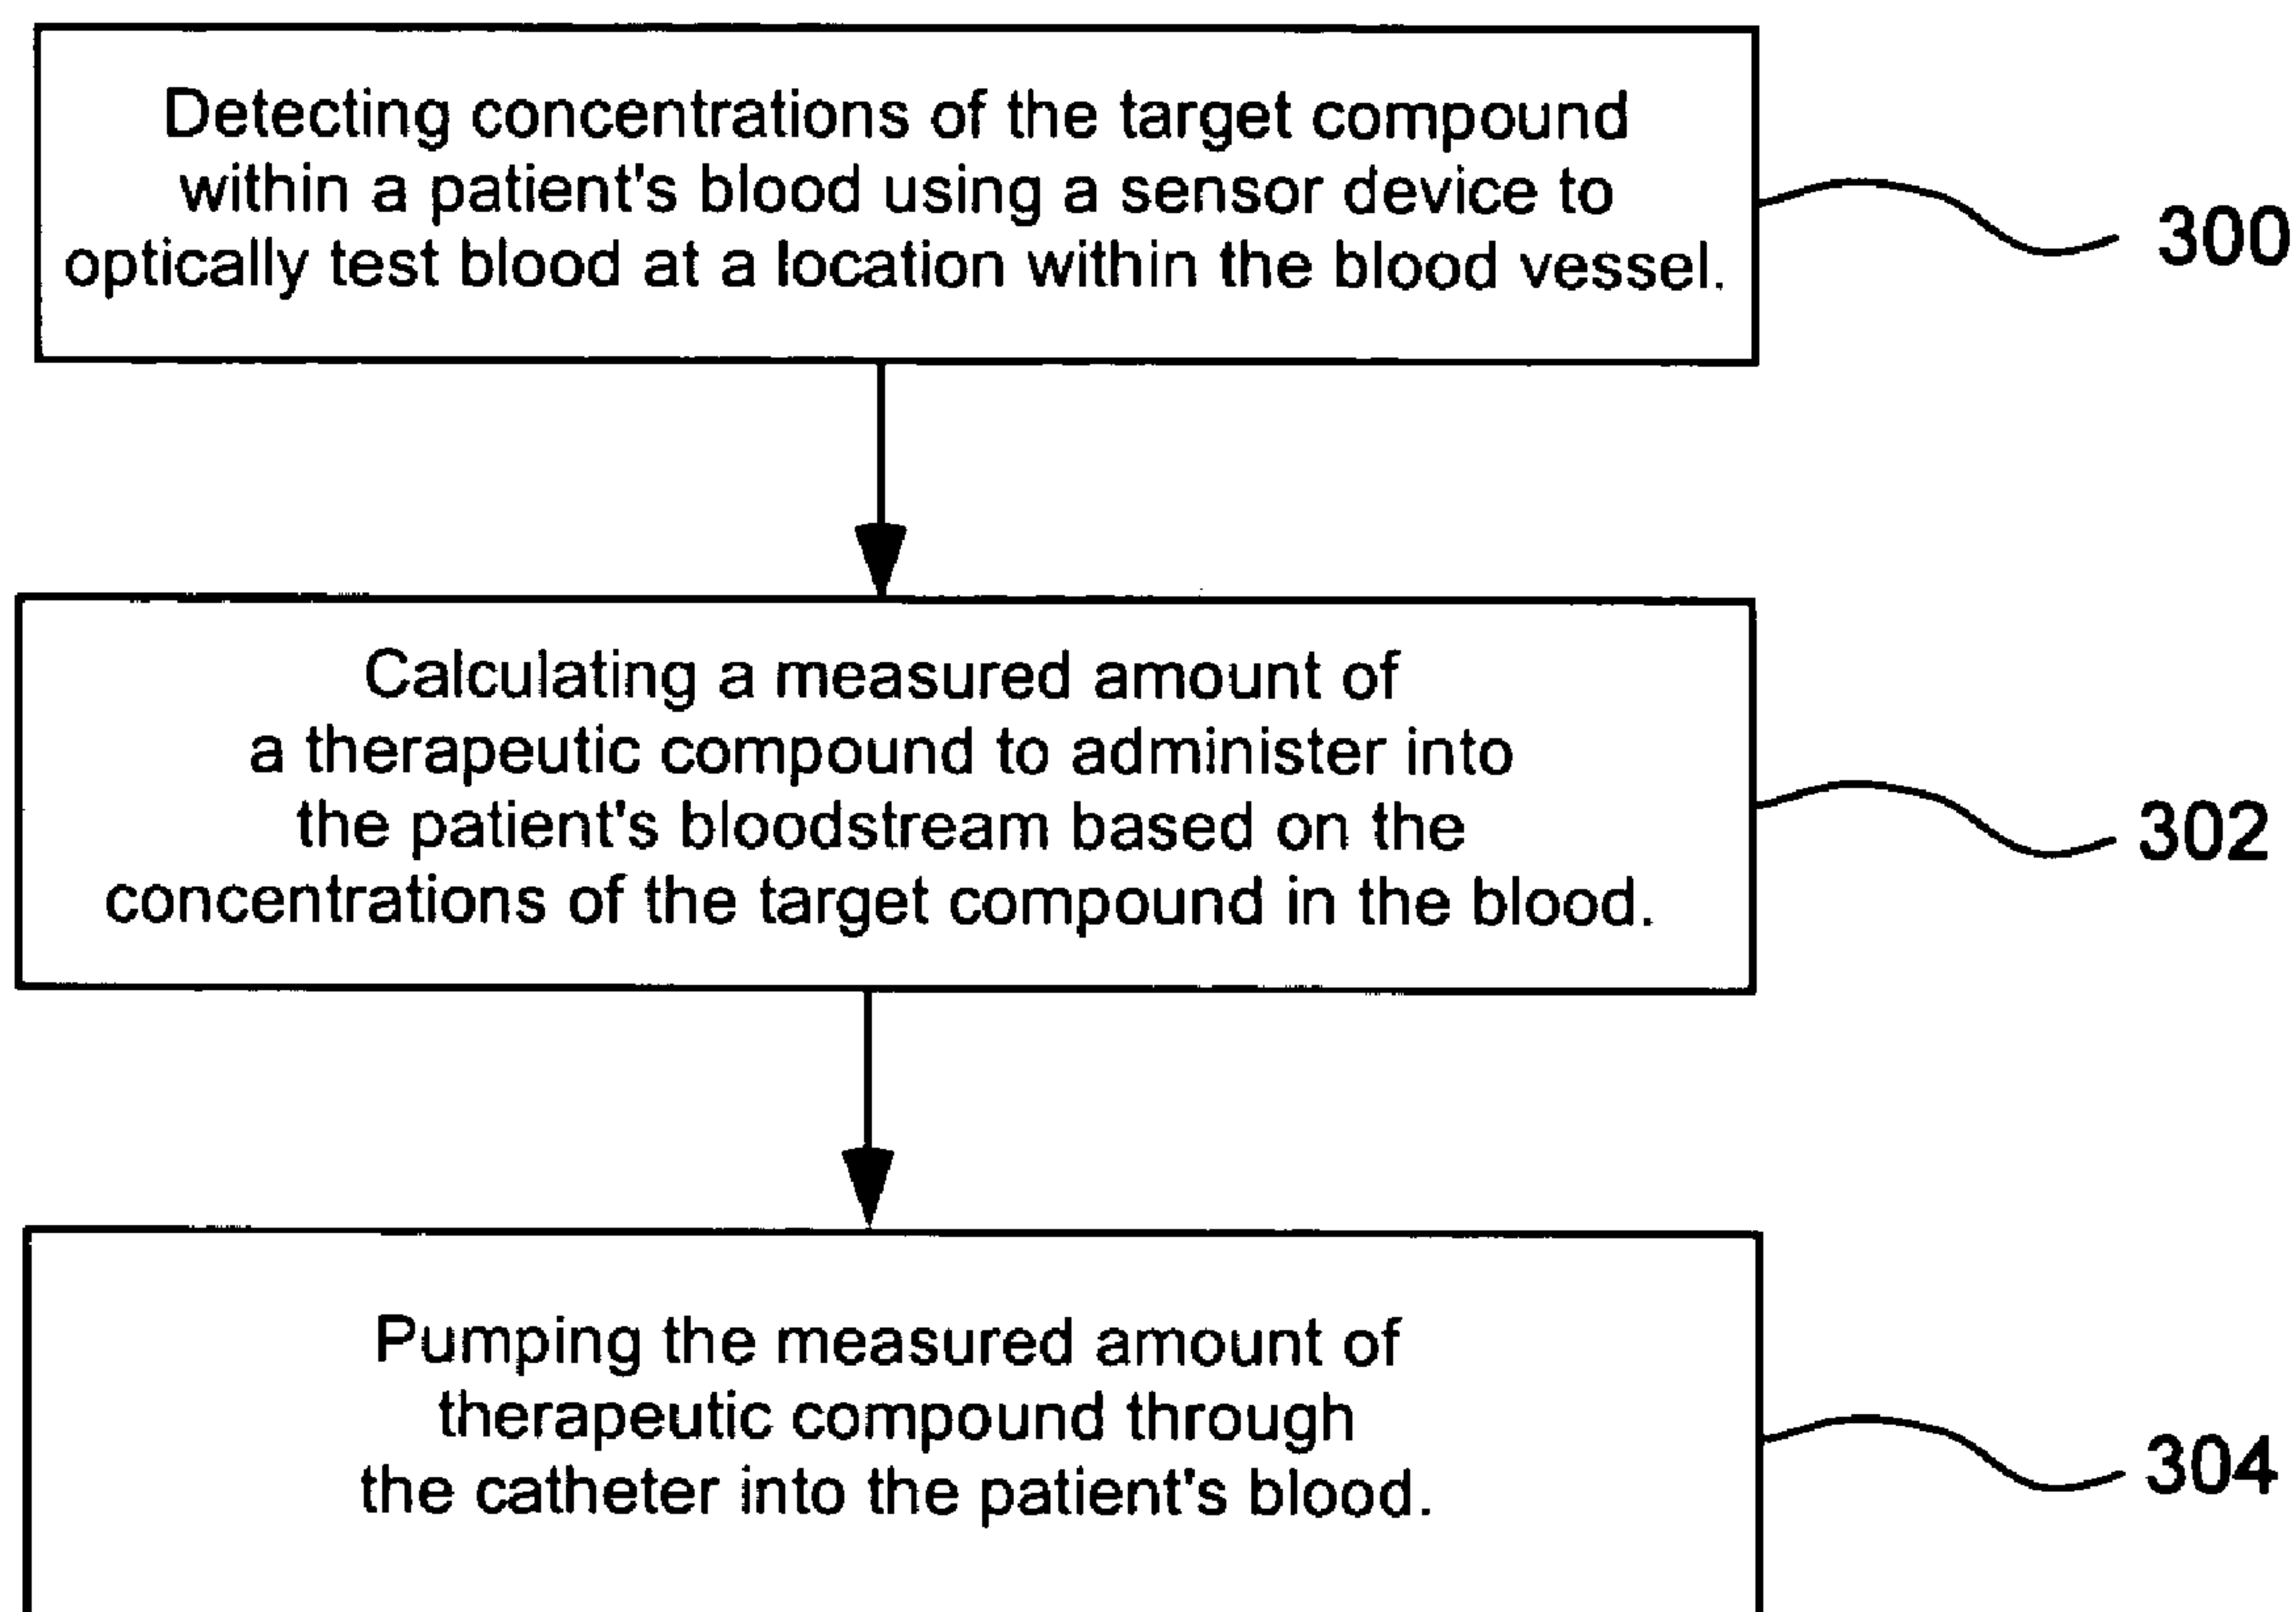 Detecting concentrations of the target compound
within a patient's blood using a sensor device to
optically test blood at a location within the blood vessel.
300
Calculating a measured amount of
a therapeutic compound to administer into
the patient's bloodstream based on the
concentrations of the target compound in the blood.
302
Pumping the measured amount of
therapeutic compound through
the catheter into the patient's blood.
304